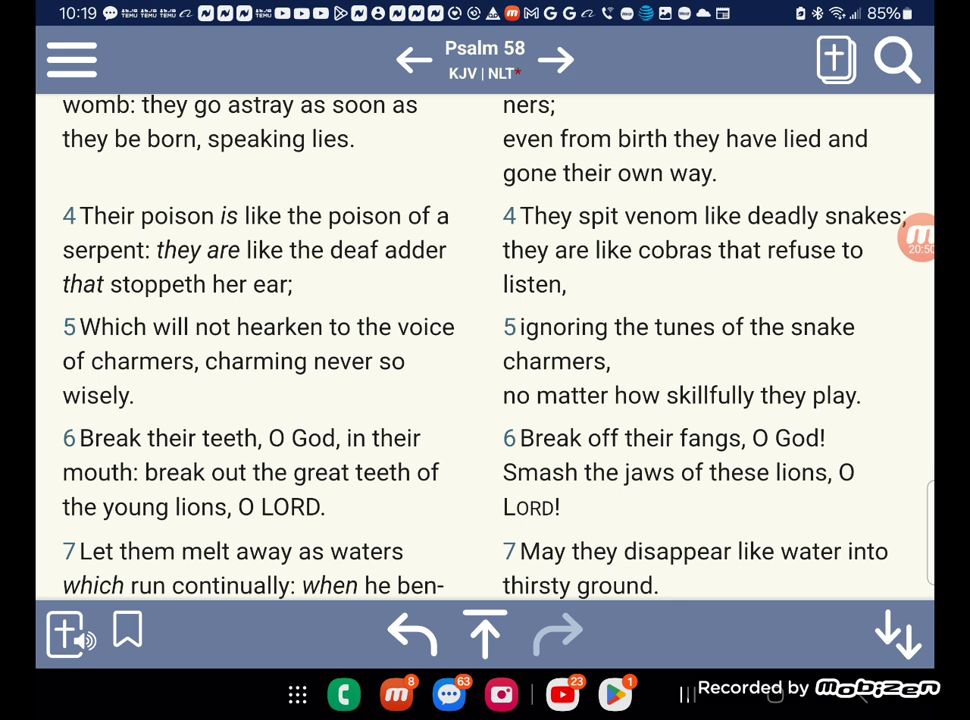 10:19
85%
Psalm 58
KJV | NLT*
womb: they go astray as soon as
they be born, speaking lies.
4 Their poison is like the poison of a
serpent: they are like the deaf adder
that stoppeth her ear;
5 Which will not hearken to the voice
of charmers, charming never so
wisely.
6 Break their teeth, O God, in their
mouth: break out the great teeth of
the young lions, O LORD.
7 Let them melt away as waters
which run continually: when he ben-
ners;
even from birth they have lied and
gone their own way.
4 They spit venom like deadly snakes;
they are like cobras that refuse to
listen,
5 ignoring the tunes of the snake
charmers,
no matter how skillfully they play.
6 Break off their fangs, O God!
Smash the jaws of these lions, O
LORD!
7 May they disappear like water into
thirsty ground.
20:50
8
63
23
1
Recorded by mobizen